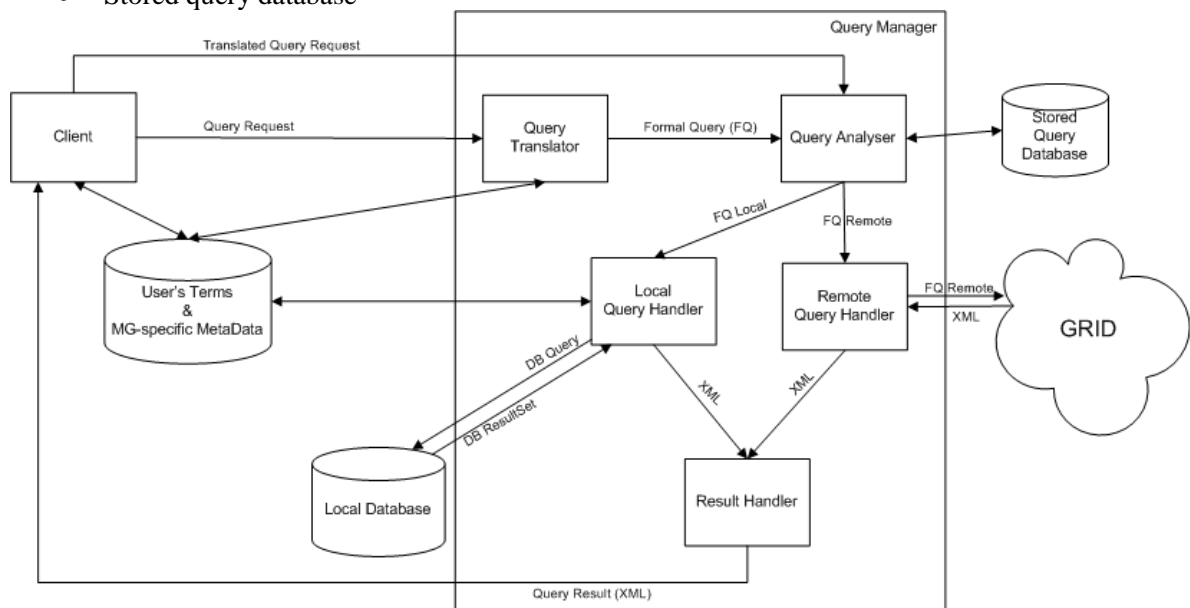 Stored query database
Query Manager
Translated Query Request
Client
Query Request
Query
Translator
Formal Query (FQ)
Query Analyser
Stored
Query
Database
FQ Local
FQ Remote
User's Terms
&
MG-specific MetaData
Local
Query Handler
Remote
Query Handler
FQ Remote
XML
GRID
DB Query
DB ResultSet
XML
XML
Local Database
Result Handler
Query Result (XML)